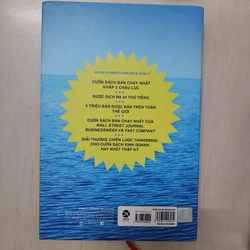 CUỐN SÁCH BÁN CHẠY NHẤT
KHẮP 5 CHÂU LỤC
ĐƯỢC DỊCH RA 44 THỨ TIẾNG
4 TRIỆU BẢN ĐƯỢC BÁN TRÊN TOÀN
THẾ GIỚI
CUỐN SÁCH BÁN CHẠY NHẤT CỦA
WALL STREET JOURNAL,
BUSINESSWEEK VÀ FAST COMPANY
GIẢI THƯỞNG CHIẾN LƯỢC THINKERS50
CHO CUỐN SÁCH KINH DOANH
HAY NHẤT THẬP KỶ